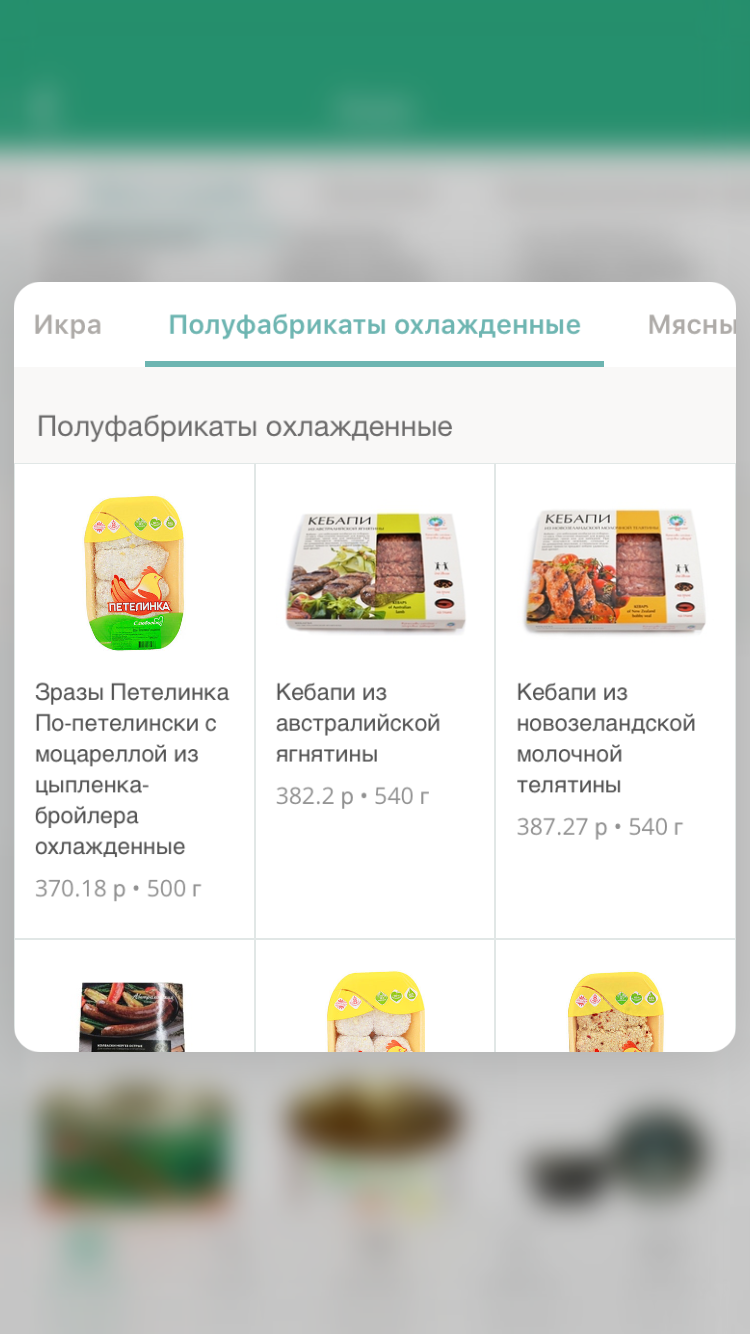 Икра
Полуфабрикаты охлажденные
Мясны
Полуфабрикаты охлажденные
ПЕТЕЛИНКА
КЕБАПИ
КЕБАПИ
Зразы Петелинка
По-петелински с
моцареллой из
цыпленка-
бройлера
охлажденные
370.18 р • 500 г
Кебапи из
австралийской
ягнятины
382.2 р • 540 г
Кебапи из
новозеландской
молочной
телятины
387.27 р • 540 г